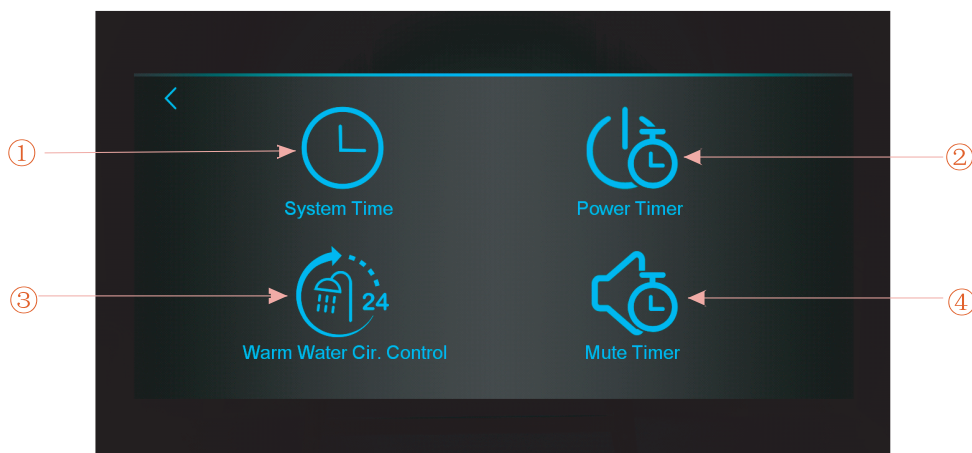 ① ②
System Time Power Timer
③ 24 ④
Warm Water Cir. Control Mute Timer